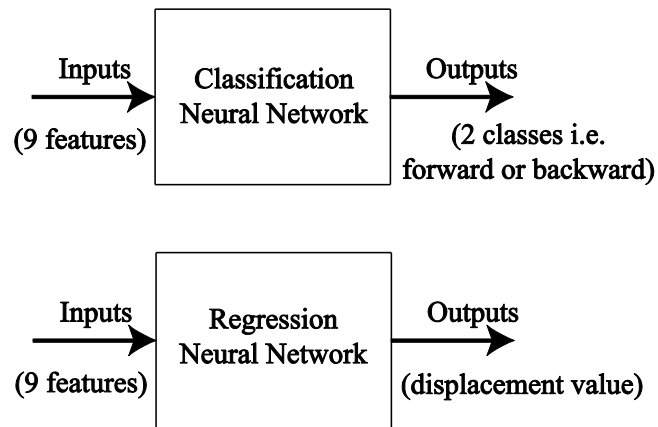 Inputs
(9 features)
Classification
Neural Network
Outputs
(2 classes i.e.
forward or backward)
Inputs
(9 features)
Regression
Neural Network
Outputs
(displacement value)